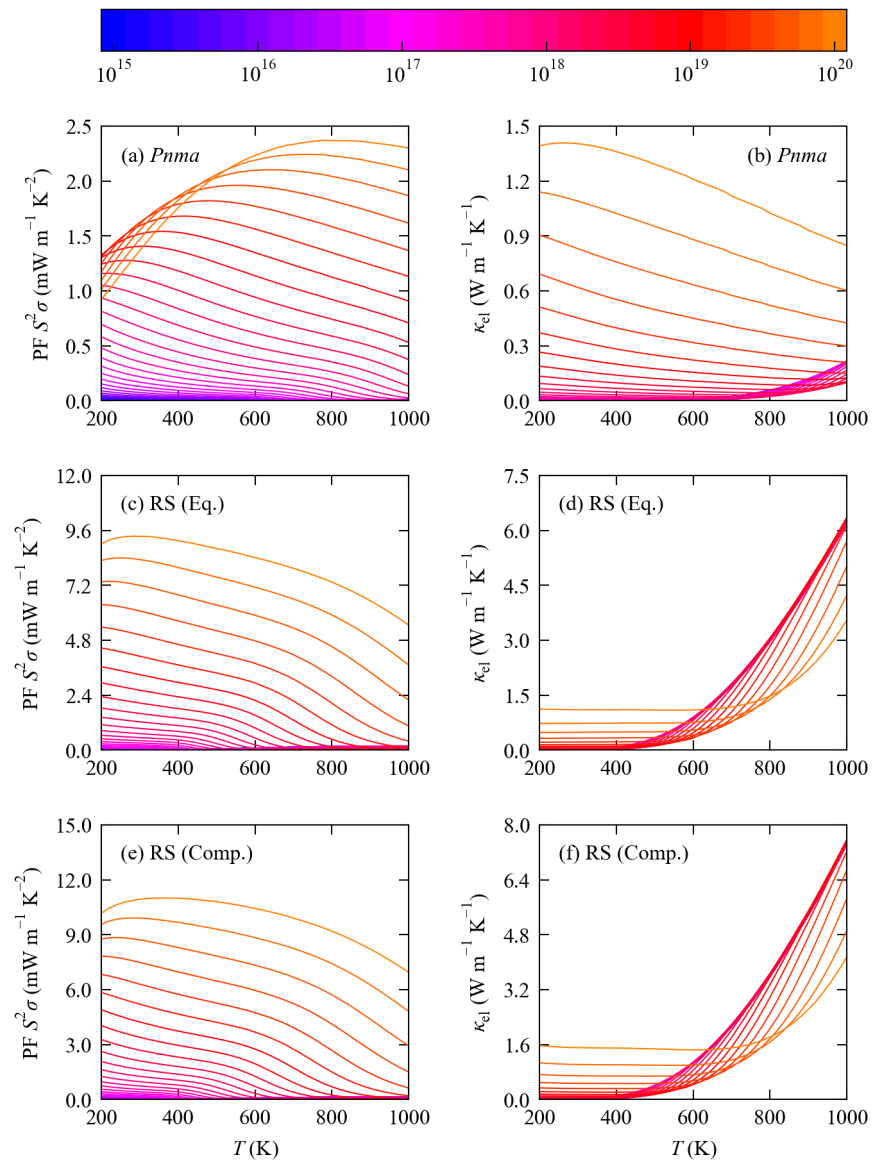 10^15 10^16 10^17 10^18 10^19 10^20
(a) Pnma
PF S^2 σ (mW m^−1 K^−2)
2.5
2.0
1.5
1.0
0.5
0.0
200 400 600 800 1000
(b) Pnma
κ_el (W m^−1 K^−1)
1.5
1.2
0.9
0.6
0.3
0.0
200 400 600 800 1000
(c) RS (Eq.)
PF S^2 σ (mW m^−1 K^−2)
12.0
9.6
7.2
4.8
2.4
0.0
200 400 600 800 1000
(d) RS (Eq.)
κ_el (W m^−1 K^−1)
7.5
6.0
4.5
3.0
1.5
0.0
200 400 600 800 1000
(e) RS (Comp.)
PF S^2 σ (mW m^−1 K^−2)
15.0
12.0
9.0
6.0
3.0
0.0
200 400 600 800 1000
T (K)
(f) RS (Comp.)
κ_el (W m^−1 K^−1)
8.0
6.4
4.8
3.2
1.6
0.0
200 400 600 800 1000
T (K)